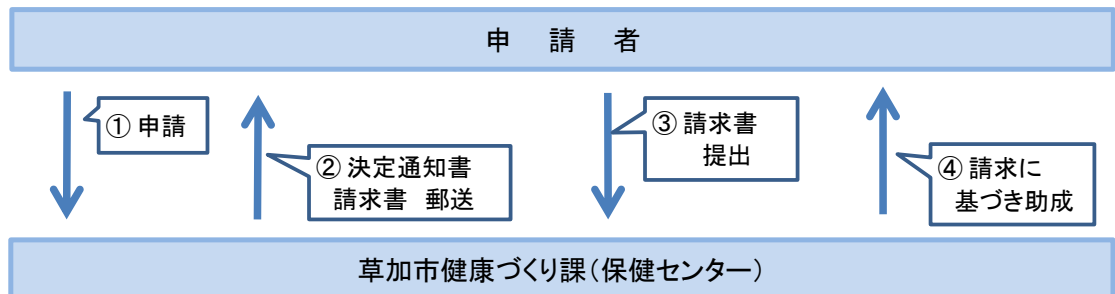 申 請 者
① 申請
② 決定通知書
請求書 郵送
③ 請求書
提出
④ 請求に
基づき助成
草加市健康づくり課(保健センター)